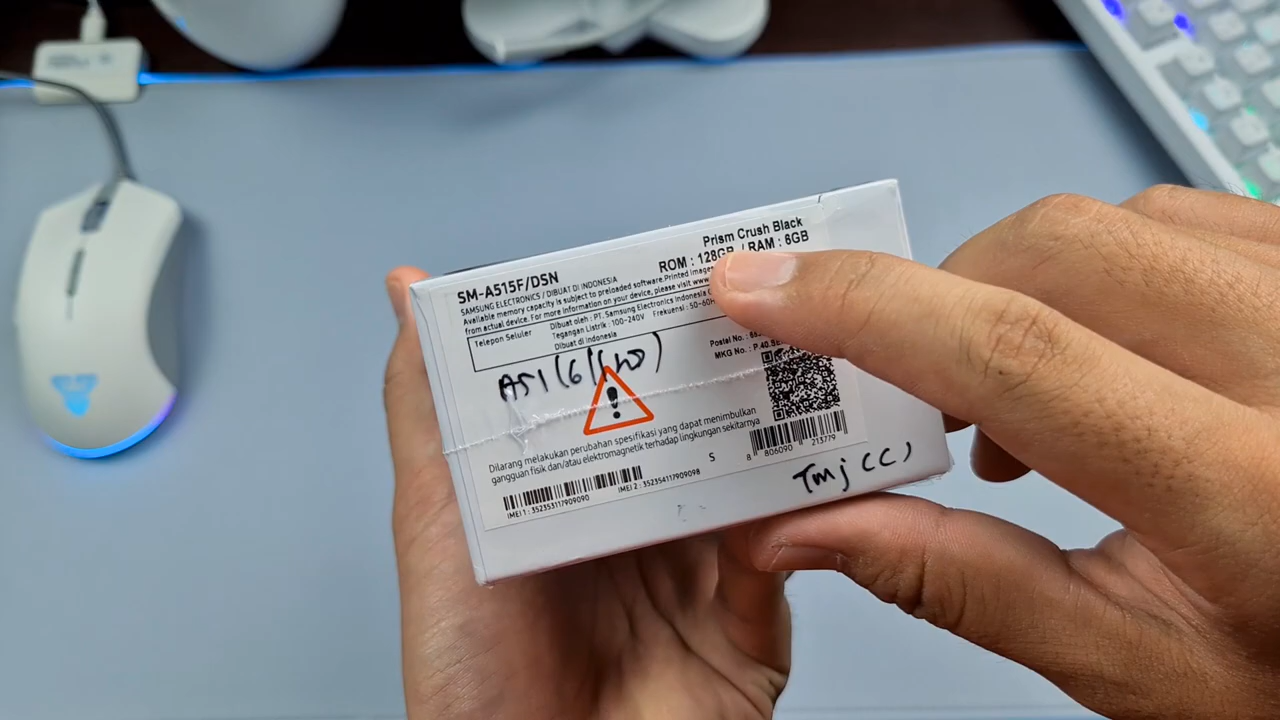 Prism Crush Black
ROM : 128GB / RAM : 6GB
SM-A515F/DSN
SAMSUNG ELECTRONICS / DIBUAT DI INDONESIA
Available memory capacity is subject to preloaded software. Printed images
from actual device. For more information on your device, please visit www.
Telepon Seluler
Dibuat oleh : PT. Samsung Electronics Indonesia
Tegangan Listrik : 100-240V Frekuensi : 50-60H
Dibuat di Indonesia
Postal No. :
MKG No. : P.40.
A51 (6/128)
Dilarang melakukan perubahan spesifikasi yang dapat menimbulkan
gangguan fisik dan/atau elektromagnetik terhadap lingkungan sekitarnya
S
8 806090 213779
IMEI 1 : 352353117909090
IMEI 2 : 352354117909098
Tmj (C)